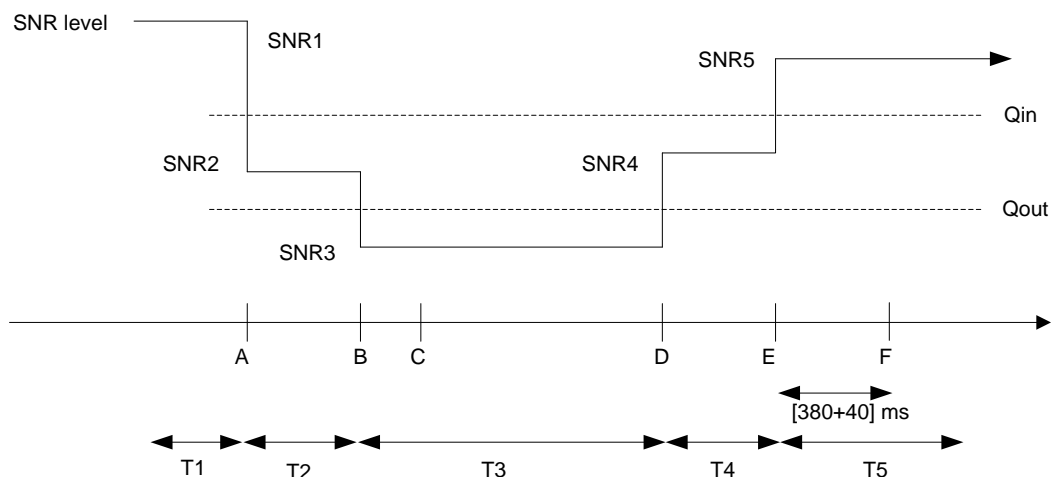 SNR level
SNR1
SNR5
Qin
SNR2
SNR4
Qout
SNR3
A B C D E F
[380+40] ms
T1 T2 T3 T4 T5